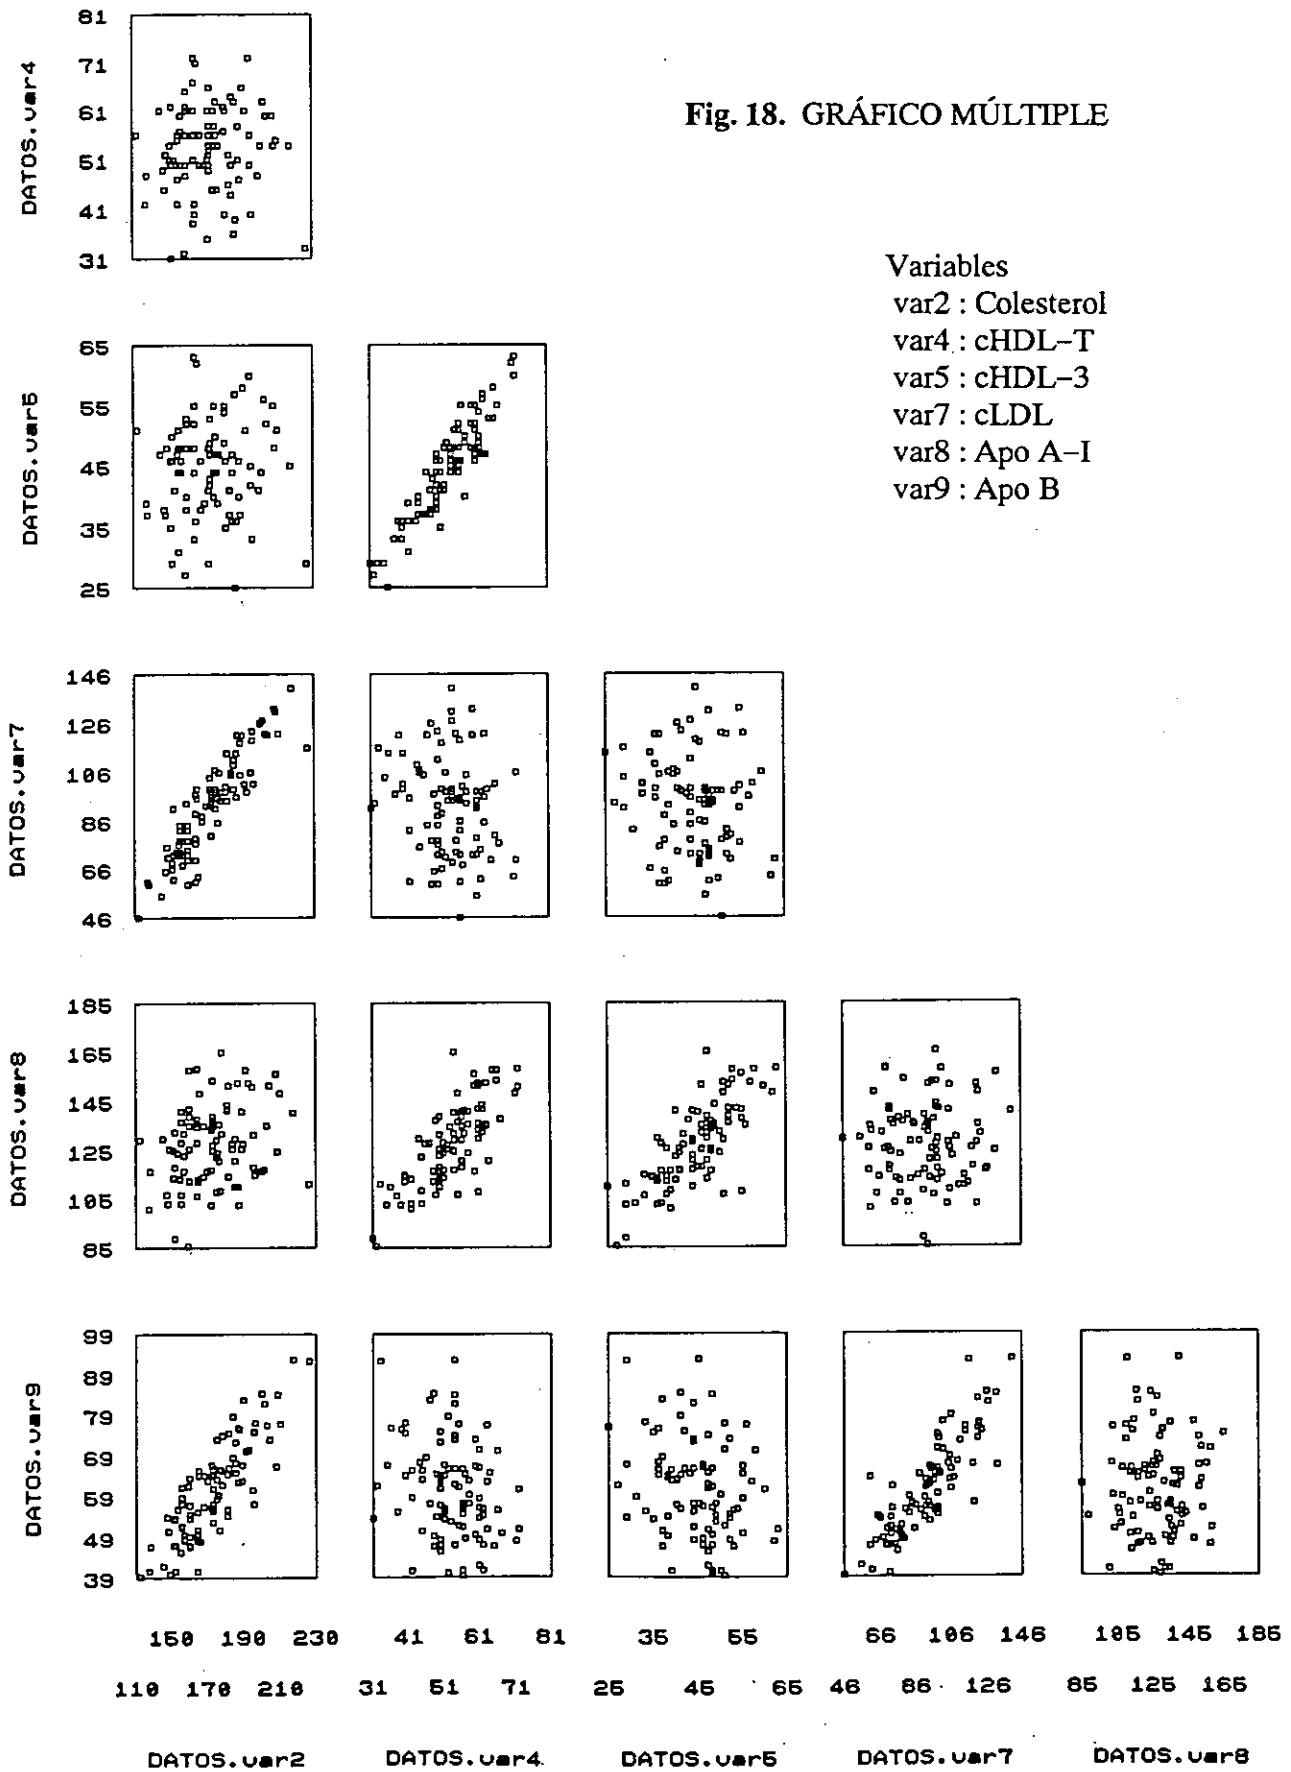 Fig. 18. GRÁFICO MÚLTIPLE
Variables
var2 : Colesterol
var4 : cHDL-T
var5 : cHDL-3
var7 : cLDL
var8 : Apo A-I
var9 : Apo B
DATOS.var4
81
71
61
51
41
31
DATOS.var5
65
55
45
35
25
DATOS.var7
146
126
106
86
66
46
DATOS.var8
185
165
145
125
105
85
DATOS.var9
99
89
79
69
59
49
39
150 190 230 41 61 81 35 55 66 106 146 105 145 185
110 170 210 31 51 71 25 45 65 46 86 126 85 125 165
DATOS.var2 DATOS.var4 DATOS.var5 DATOS.var7 DATOS.var8